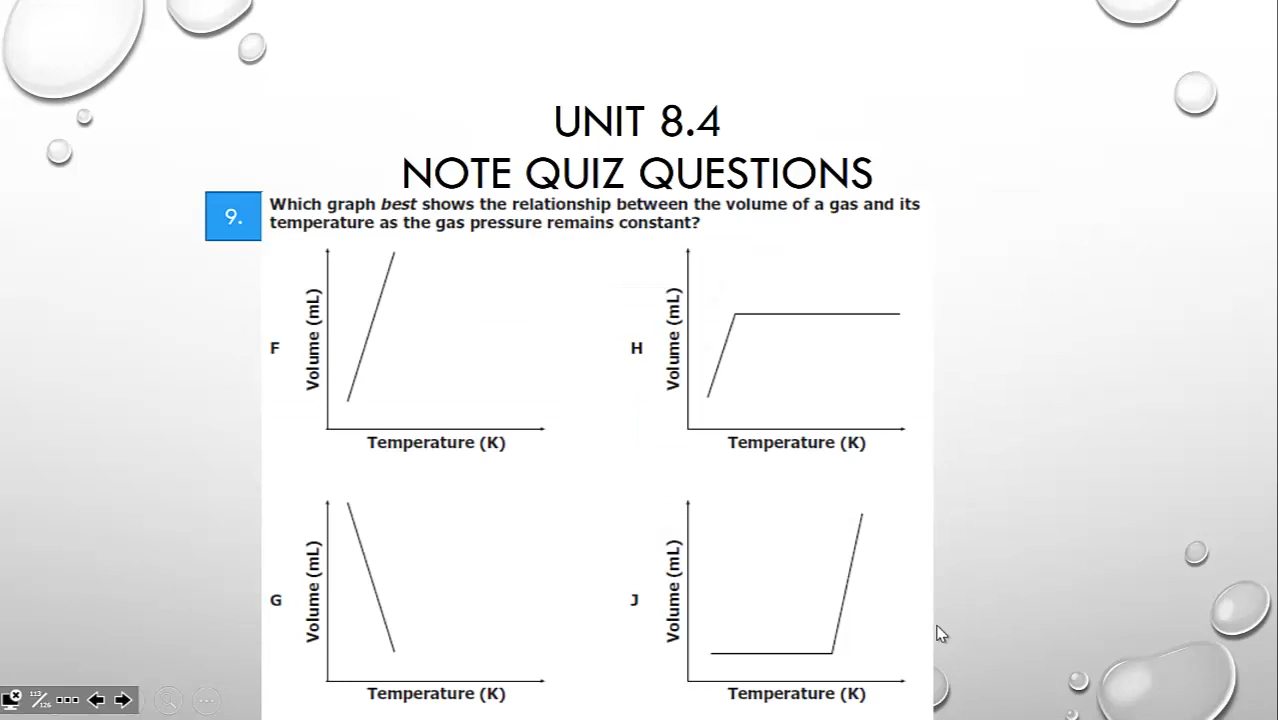 UNIT 8.4
NOTE QUIZ QUESTIONS
9.
Which graph best shows the relationship between the volume of a gas and its
temperature as the gas pressure remains constant?
F
Volume (mL)
Temperature (K)
H
Volume (mL)
Temperature (K)
G
Volume (mL)
Temperature (K)
J
Volume (mL)
Temperature (K)
113/126